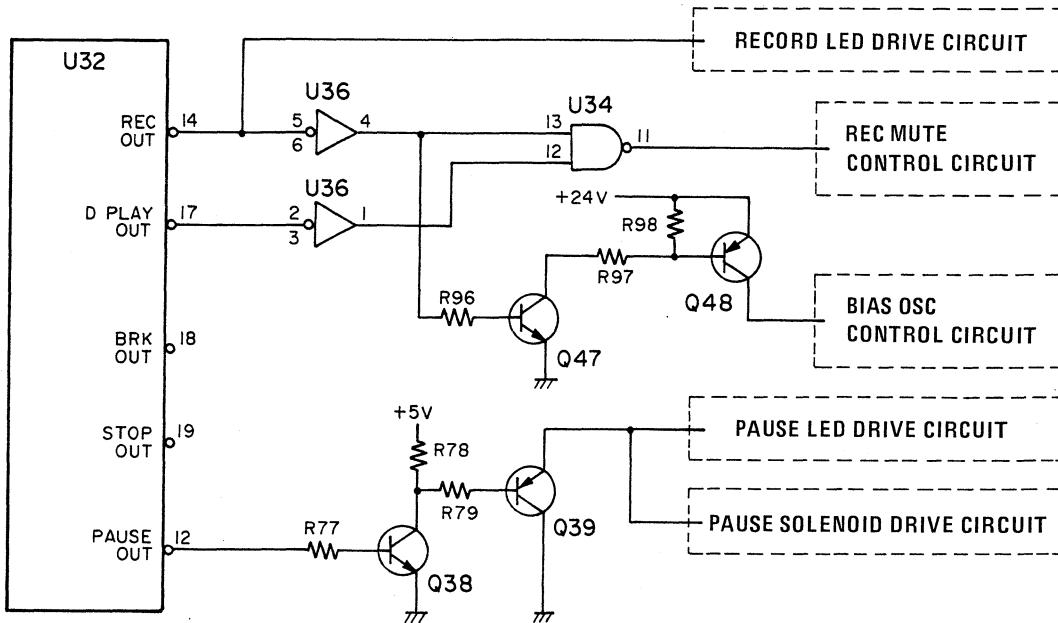 U32
REC
OUT
14
D PLAY
OUT
17
BRK
OUT
18
STOP
OUT
19
PAUSE
OUT
12
U36
5
6
4
U36
2
3
1
U34
13
12
11
+24V
R98
R97
Q48
R96
Q47
+5V
R78
R79
Q39
R77
Q38
RECORD LED DRIVE CIRCUIT
REC MUTE
CONTROL CIRCUIT
BIAS OSC
CONTROL CIRCUIT
PAUSE LED DRIVE CIRCUIT
PAUSE SOLENOID DRIVE CIRCUIT